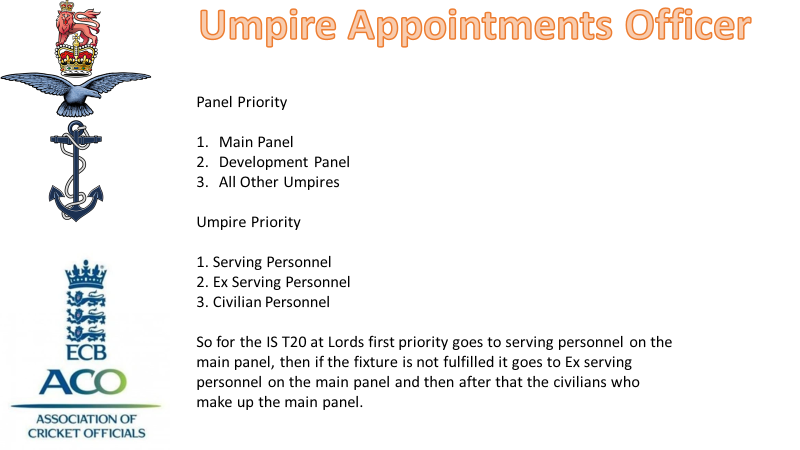 Umpire Appointments Officer
Panel Priority
1. Main Panel
2. Development Panel
3. All Other Umpires
Umpire Priority
1. Serving Personnel
2. Ex Serving Personnel
3. Civilian Personnel
So for the IS T20 at Lords first priority goes to serving personnel on the
main panel, then if the fixture is not fulfilled it goes to Ex serving
personnel on the main panel and then after that the civilians who
make up the main panel.
ECB
ACO
ASSOCIATION OF
CRICKET OFFICIALS